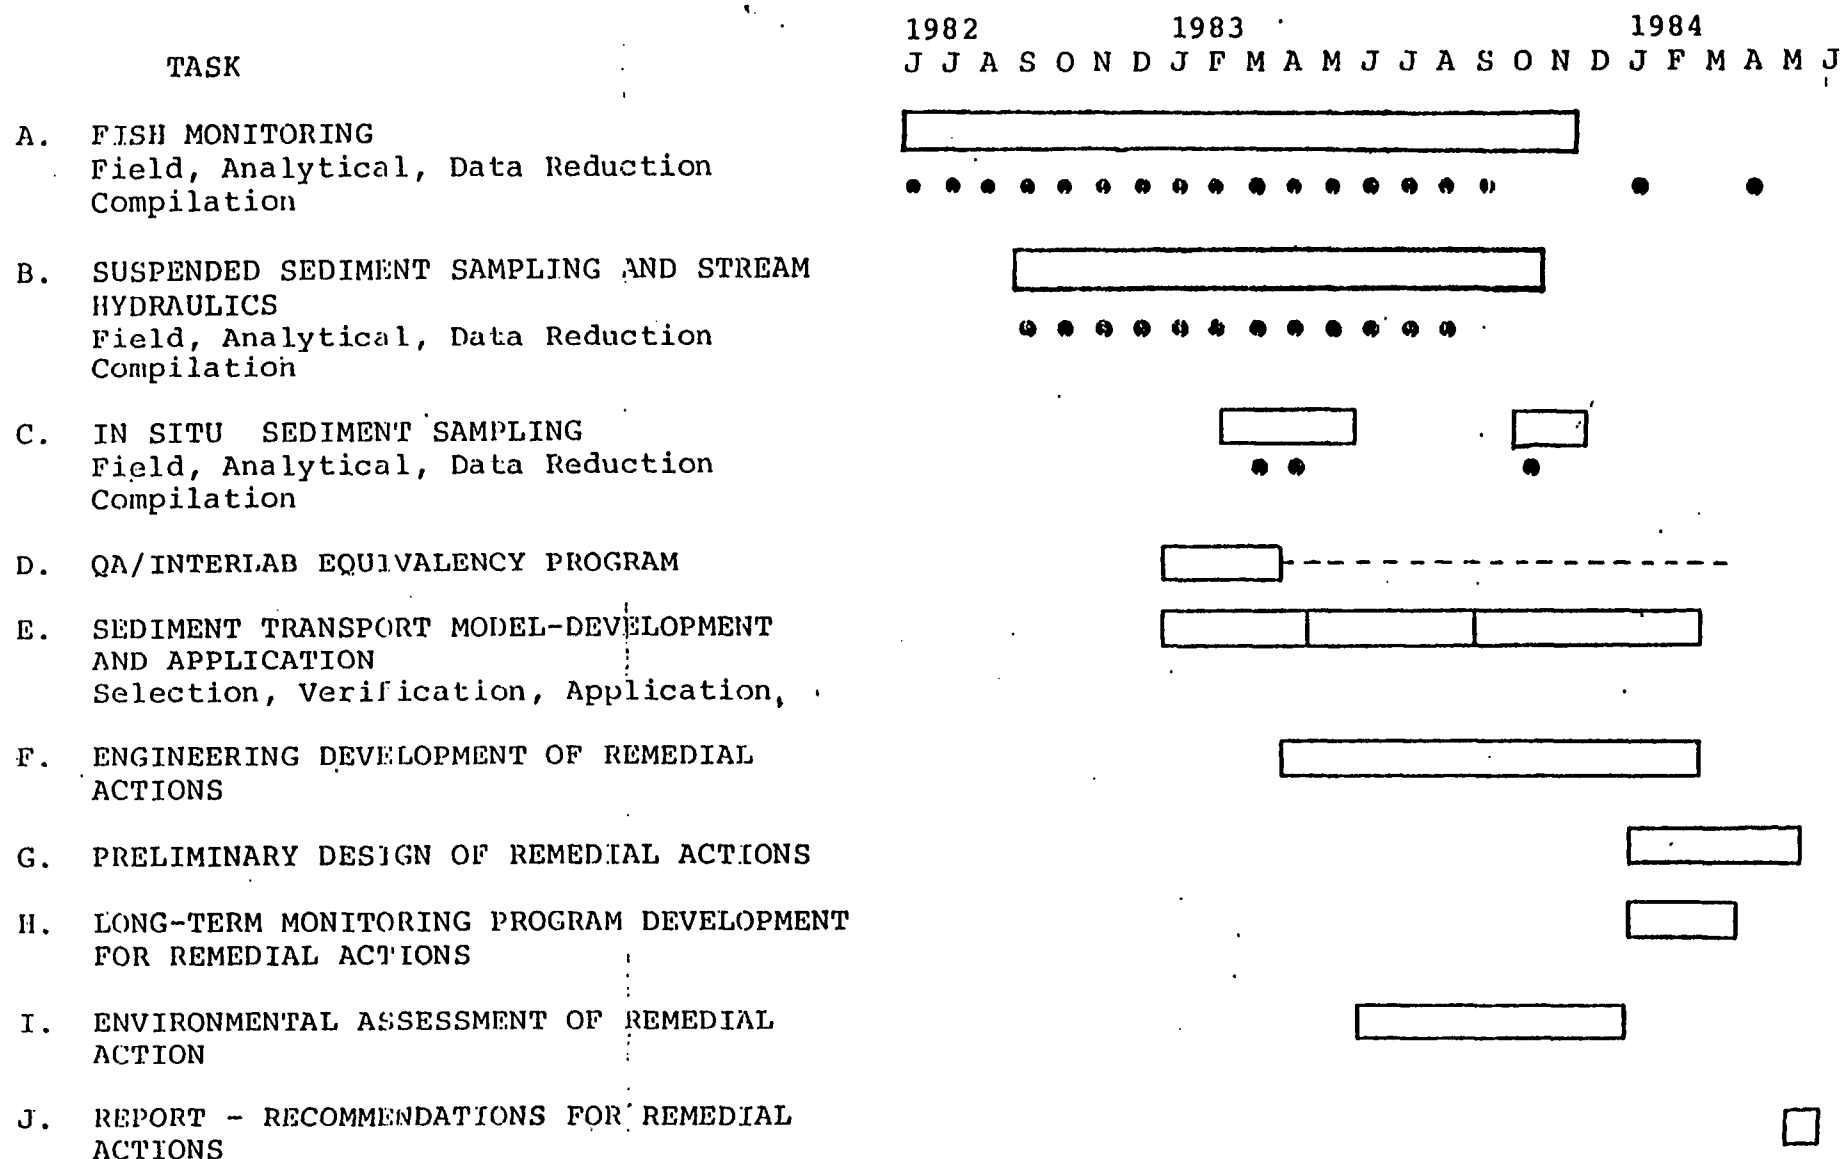 1982 1983 1984
TASK J J A S O N D J F M A M J J A S O N D J F M A M J
A. FISH MONITORING
Field, Analytical, Data Reduction
Compilation
B. SUSPENDED SEDIMENT SAMPLING AND STREAM
HYDRAULICS
Field, Analytical, Data Reduction
Compilation
C. IN SITU SEDIMENT SAMPLING
Field, Analytical, Data Reduction
Compilation
D. QA/INTERLAB EQUIVALENCY PROGRAM
E. SEDIMENT TRANSPORT MODEL-DEVELOPMENT
AND APPLICATION
Selection, Verification, Application,
F. ENGINEERING DEVELOPMENT OF REMEDIAL
ACTIONS
G. PRELIMINARY DESIGN OF REMEDIAL ACTIONS
H. LONG-TERM MONITORING PROGRAM DEVELOPMENT
FOR REMEDIAL ACTIONS
I. ENVIRONMENTAL ASSESSMENT OF REMEDIAL
ACTION
J. REPORT - RECOMMENDATIONS FOR REMEDIAL
ACTIONS